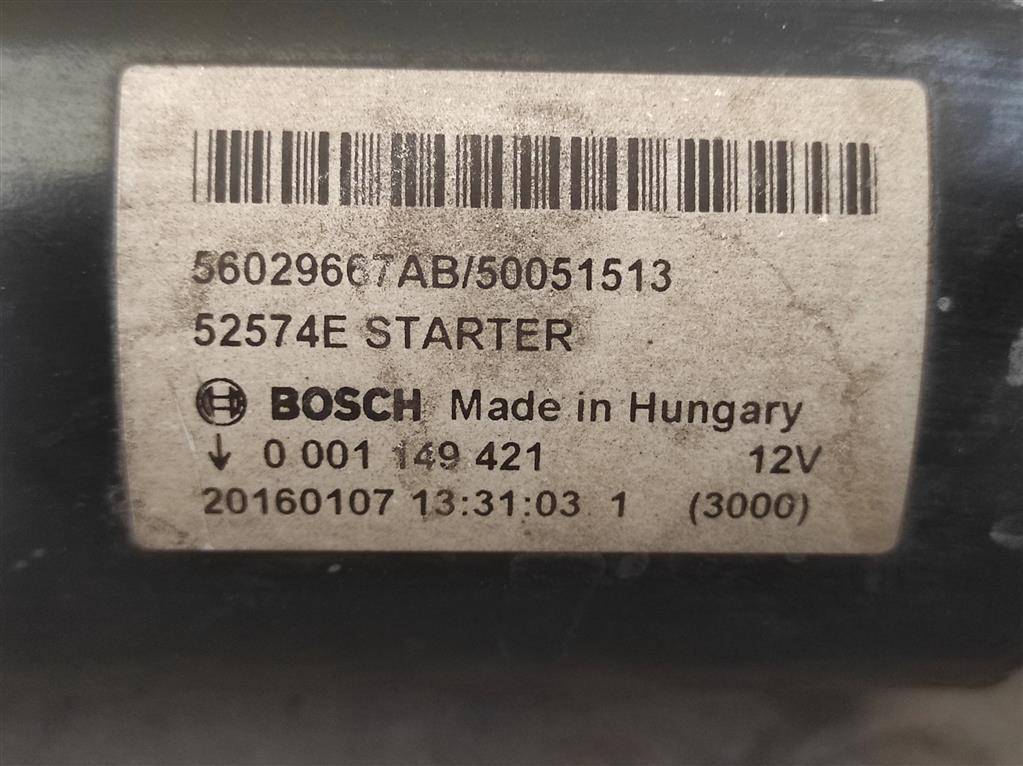 56029667AB/50051513
52574E STARTER
BOSCH Made in Hungary
↓ 0 001 149 421 12V
20160107 13:31:03 1 (3000)